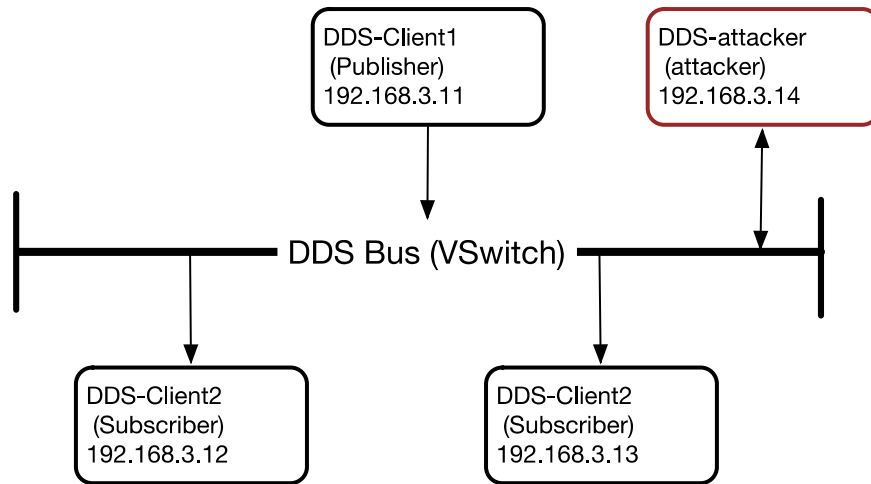 DDS-Client1
(Publisher)
192.168.3.11
DDS-attacker
(attacker)
192.168.3.14
DDS Bus (VSwitch)
DDS-Client2
(Subscriber)
192.168.3.12
DDS-Client2
(Subscriber)
192.168.3.13